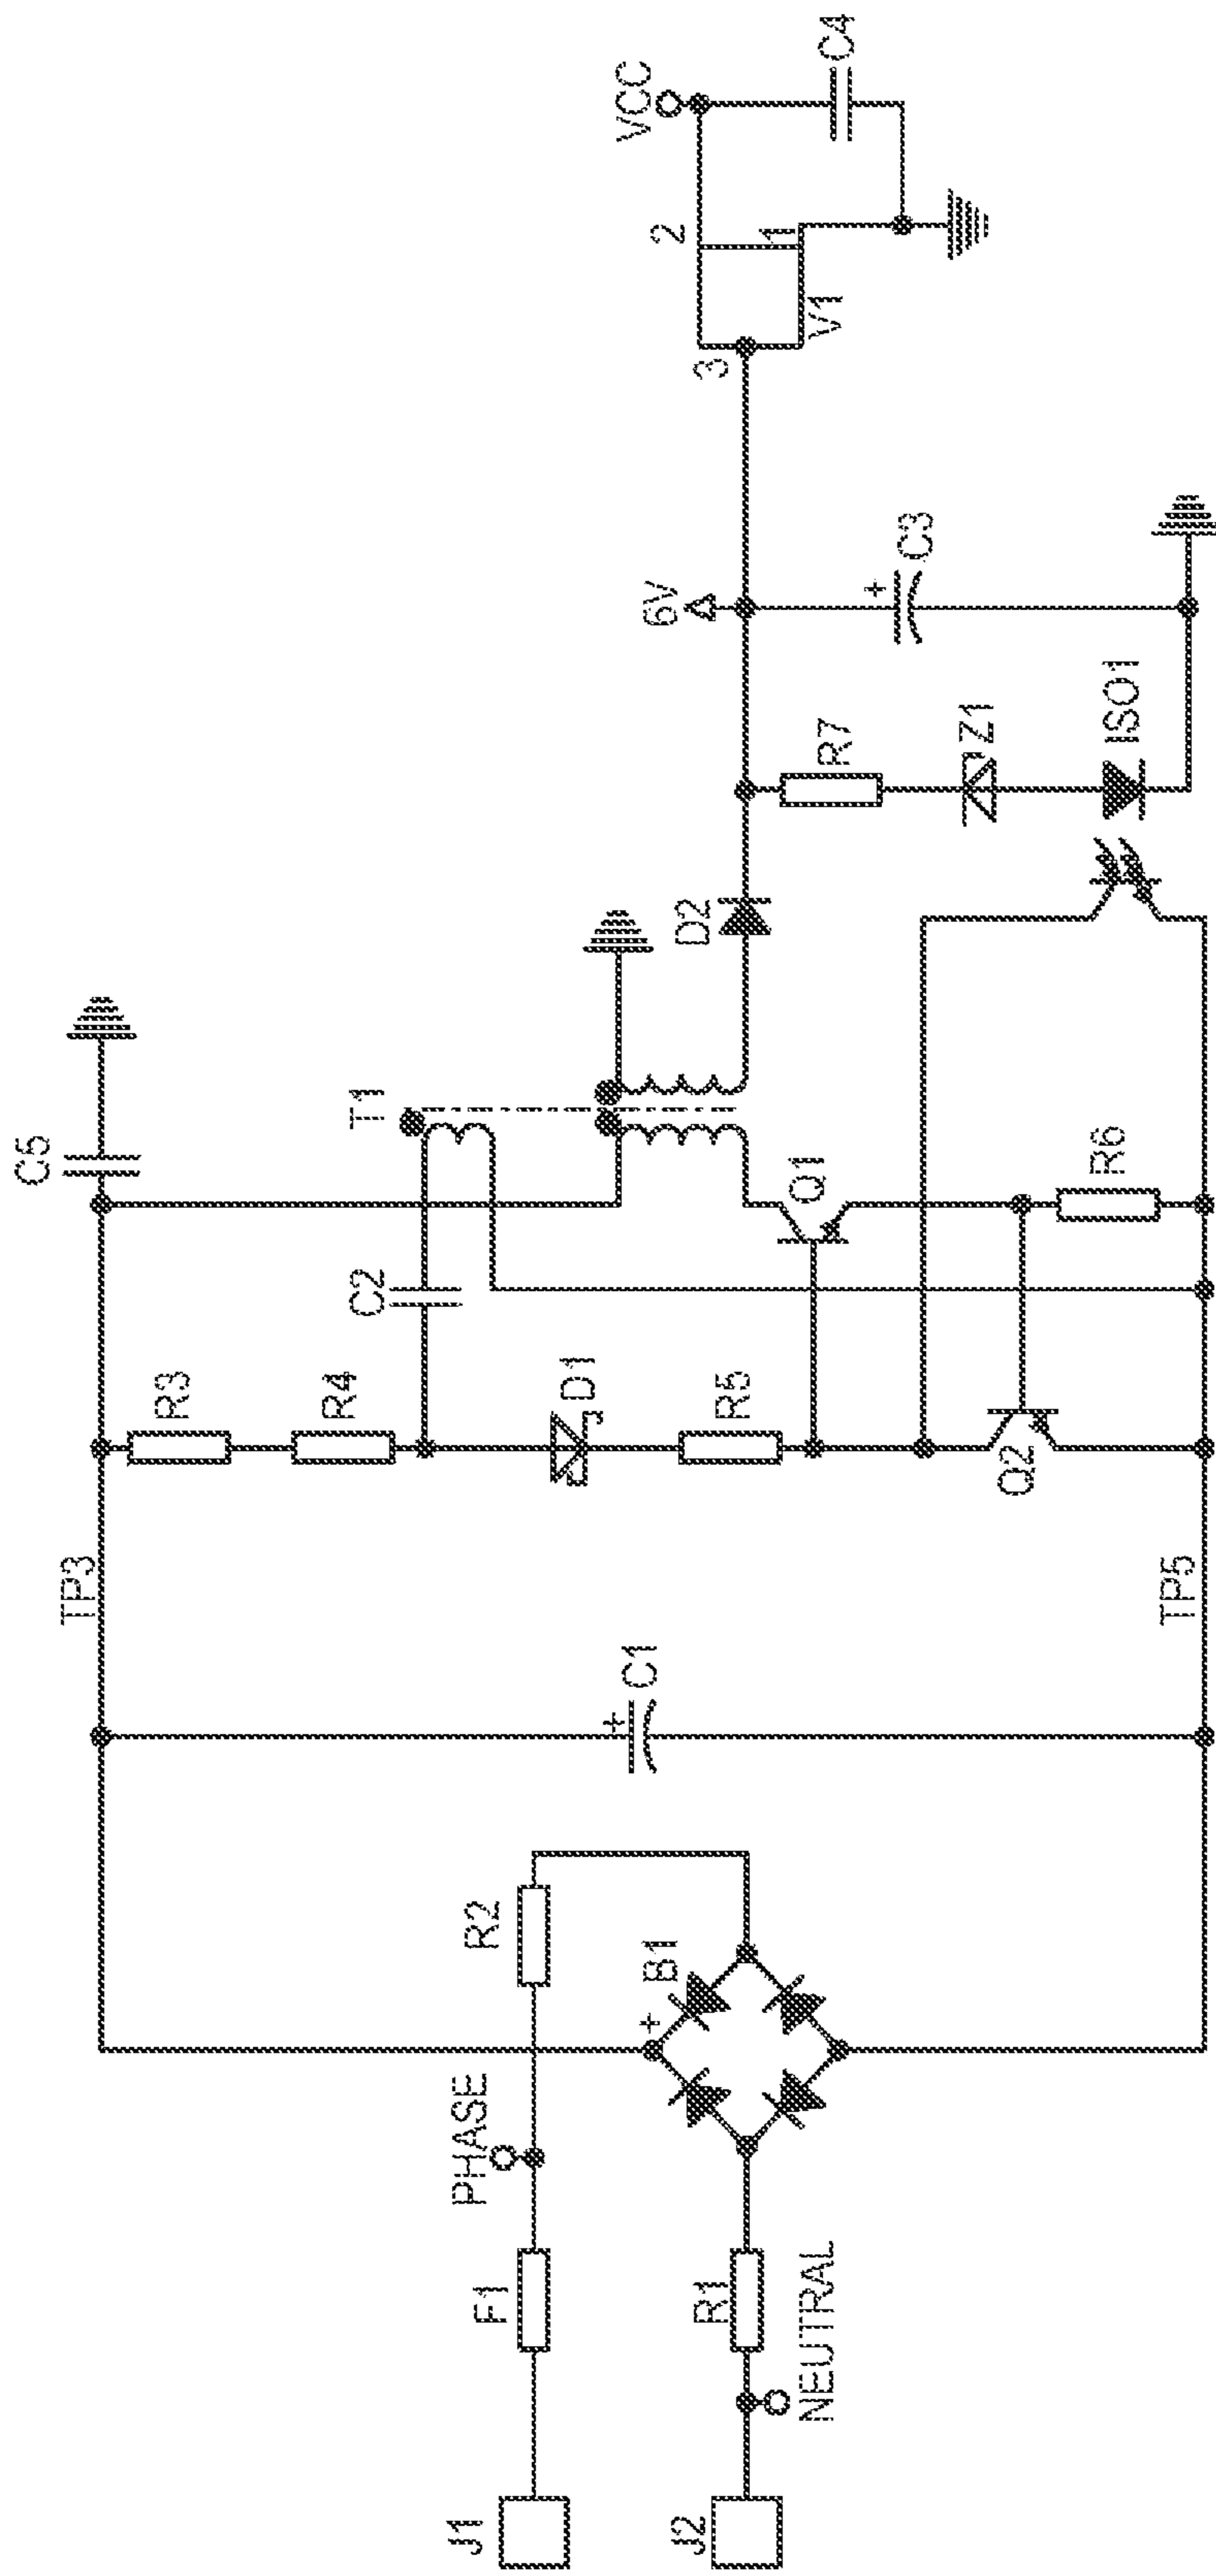 J1
F1
PHASE
R2
J2
R1
NEUTRAL
+
B1
+
C1
TP3
TP5
R3
R4
C2
D1
R5
Q2
C5
T1
Q1
R6
D2
R7
Z1
ISO1
6V
+
C3
3
2
1
V1
VCC
C4